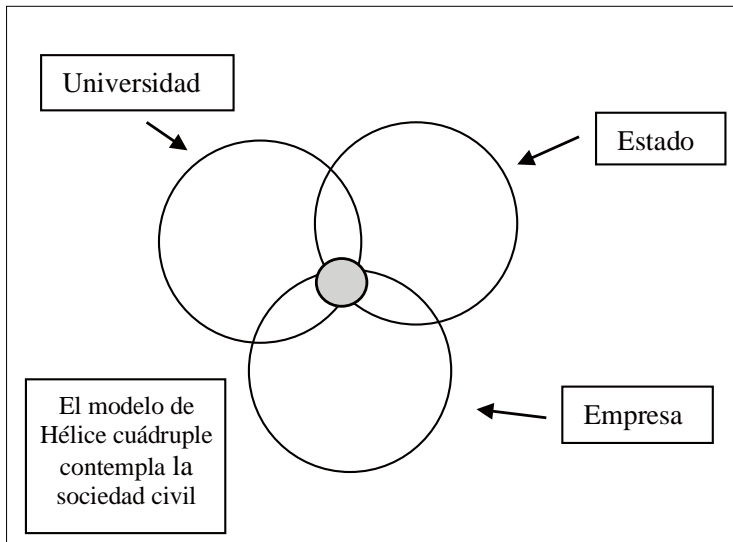 Universidad
Estado
Empresa
El modelo de
Hélice cuádruple
contempla la
sociedad civil